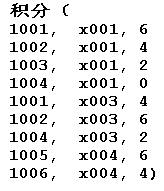 积分(
1001, x001, 6
1002, x001, 4
1003, x001, 2
1004, x001, 0
1001, x003, 4
1002, x003, 6
1004, x003, 2
1005, x004, 6
1006, x004, 4)